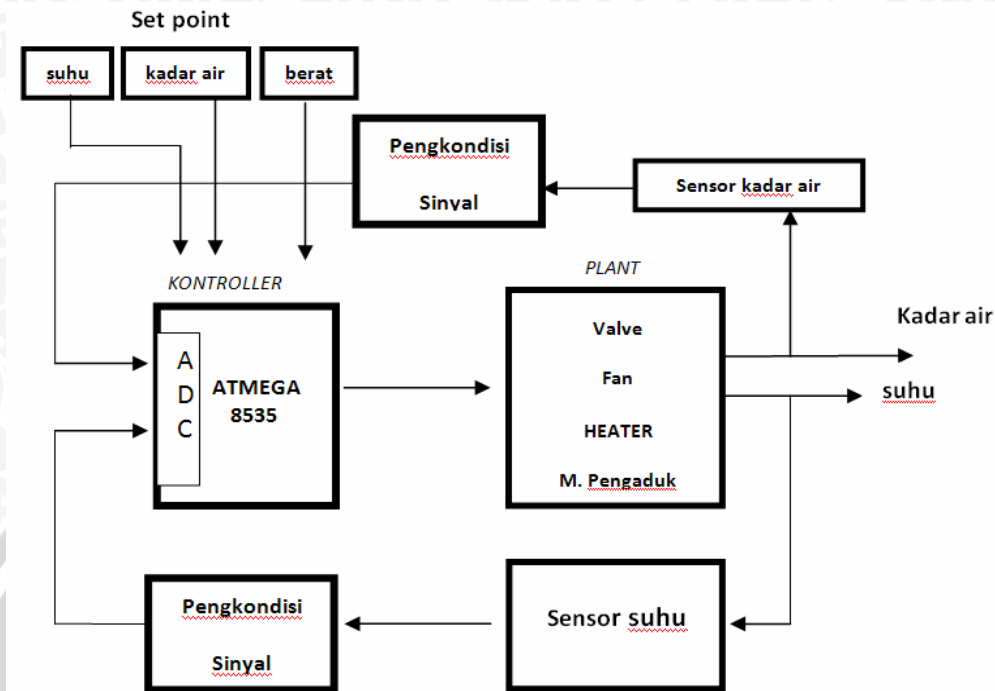 Set point
suhu
kadar air
berat
Pengkondisi
Sinyal
Sensor kadar air
KONTROLLER
PLANT
A
D
C
ATMEGA
8535
Valve
Fan
HEATER
M. Pengaduk
Kadar air
suhu
Pengkondisi
Sinyal
Sensor suhu